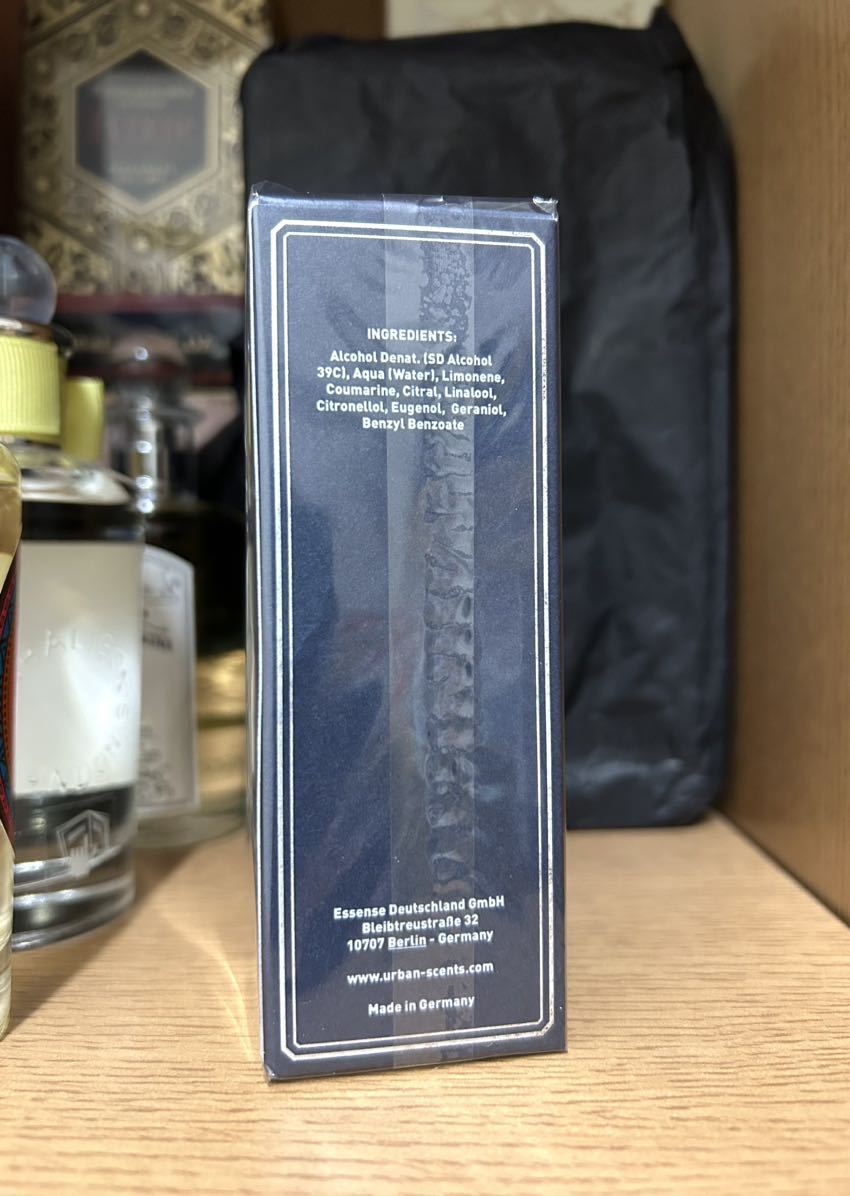 INGREDIENTS:
Alcohol Denat. (SD Alcohol
39C), Aqua (Water), Limonene,
Coumarine, Citral, Linalool,
Citronellol, Eugenol, Geraniol,
Benzyl Benzoate
Essense Deutschland GmbH
Bleibtreustraße 32
10707 Berlin - Germany
www.urban-scents.com
Made in Germany